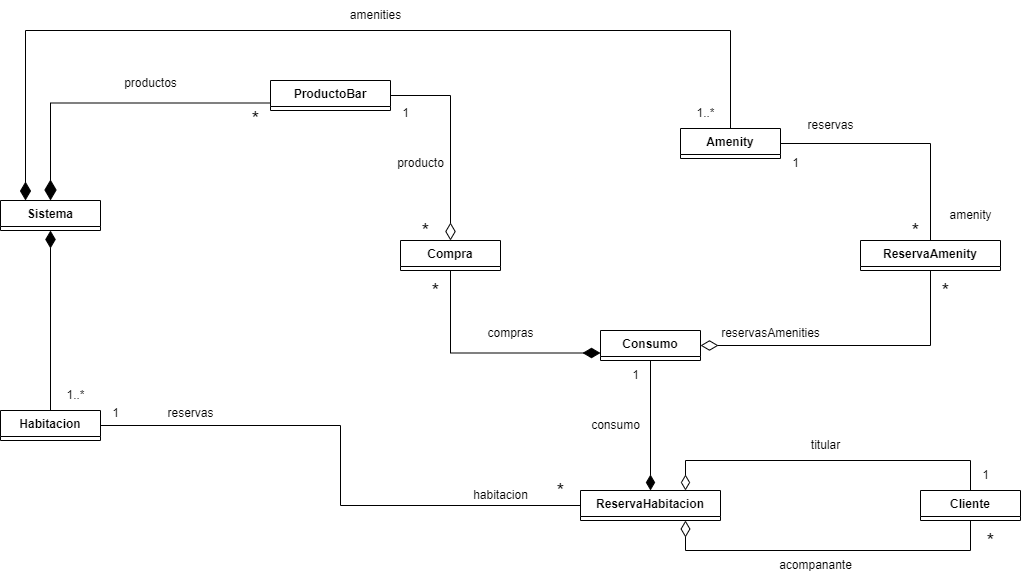 amenities
productos
ProductoBar
*
1
1..*
reservas
Amenity
1
producto
Sistema
*
amenity
*
Compra
ReservaAmenity
*
*
compras
reservasAmenities
Consumo
1
1..*
Habitacion
1
reservas
consumo
titular
habitacion
*
1
ReservaHabitacion
Cliente
*
acompanante